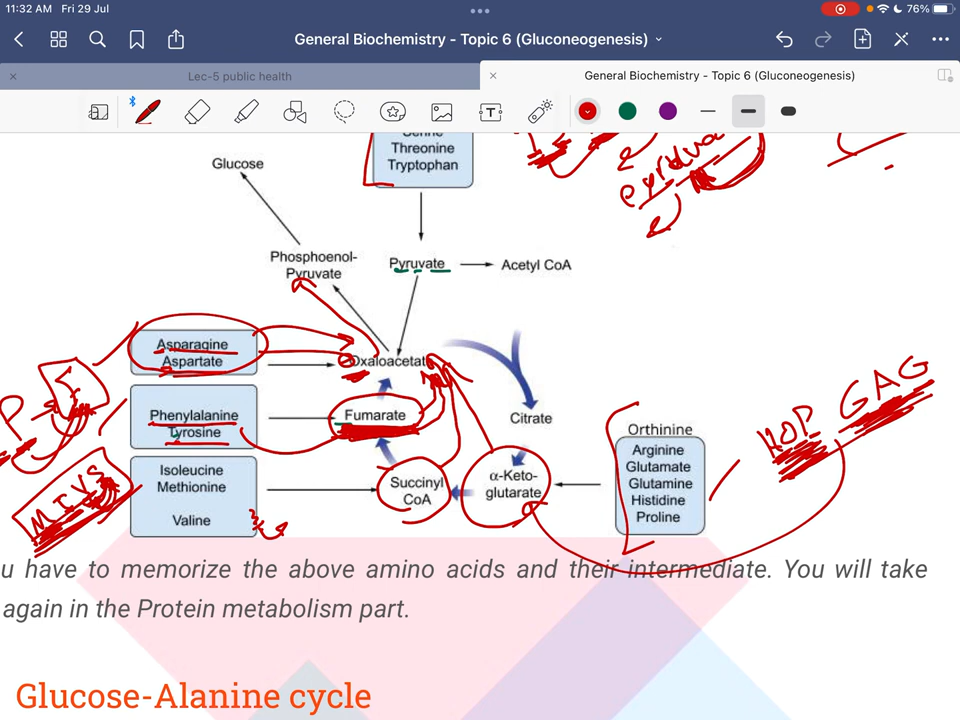 11:32 AM Fri 29 Jul
76%
General Biochemistry - Topic 6 (Gluconeogenesis)
Lec-5 public health
General Biochemistry - Topic 6 (Gluconeogenesis)
Serine
Threonine
Tryptophan
Glucose
Phosphoenol-
Pyruvate
Pyruvate
Acetyl CoA
Asparagine
Aspartate
Oxaloacetat
Citrate
Phenylalanine
Tyrosine
Fumarate
Isoleucine
Methionine
Valine
Succinyl
CoA
α-Keto-
glutarate
Orthinine
Arginine
Glutamate
Glutamine
Histidine
Proline
HOP GAG
MIVS
u have to memorize the above amino acids and their intermediate. You will take
again in the Protein metabolism part.
Glucose-Alanine cycle